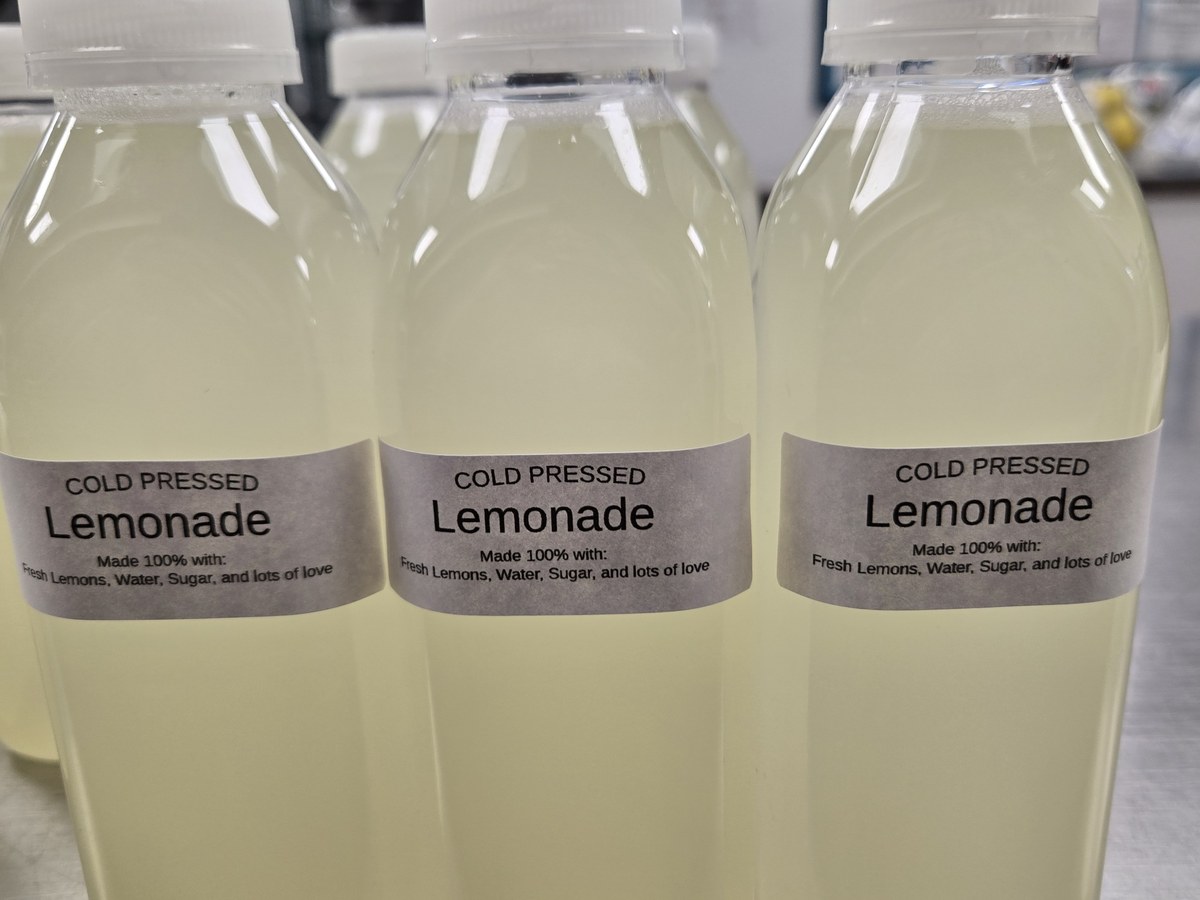 COLD PRESSED
Lemonade
Made 100% with:
Fresh Lemons, Water, Sugar, and lots of love
COLD PRESSED
Lemonade
Made 100% with:
Fresh Lemons, Water, Sugar, and lots of love
COLD PRESSED
Lemonade
Made 100% with:
Fresh Lemons, Water, Sugar, and lots of love